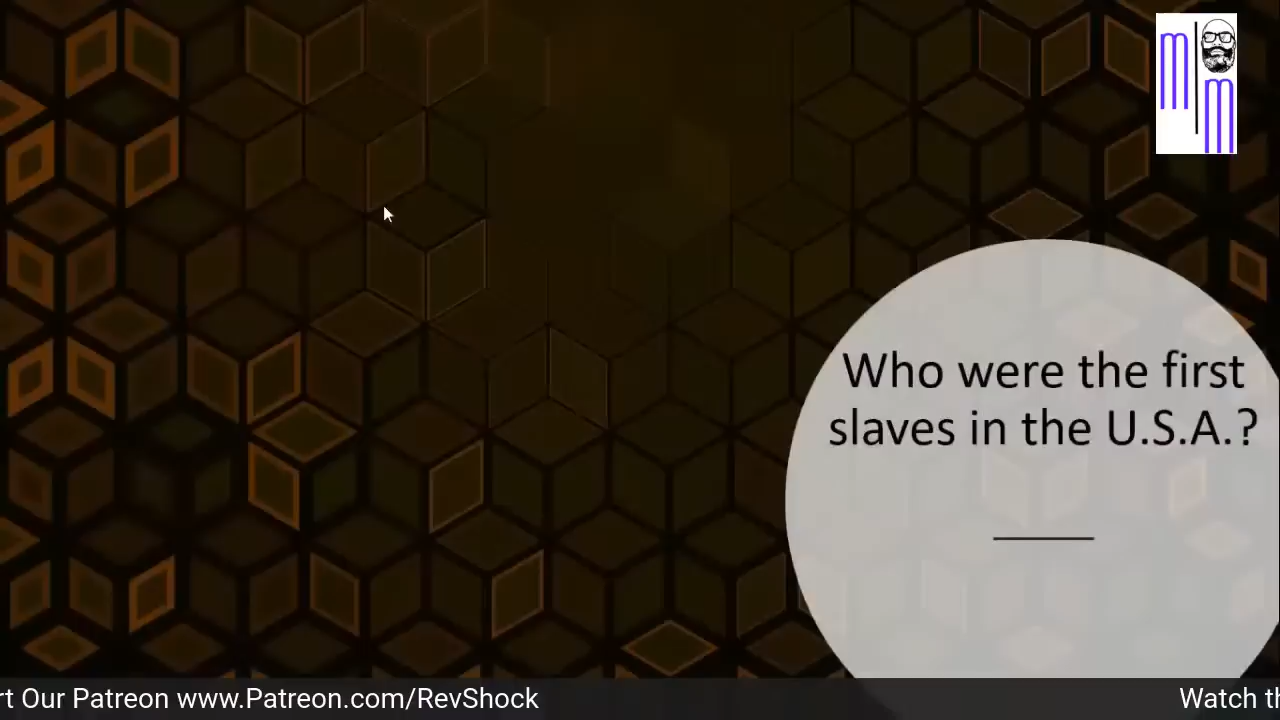 m
m
Who were the first
slaves in the U.S.A.?
rt Our Patreon www.Patreon.com/RevShock
Watch th